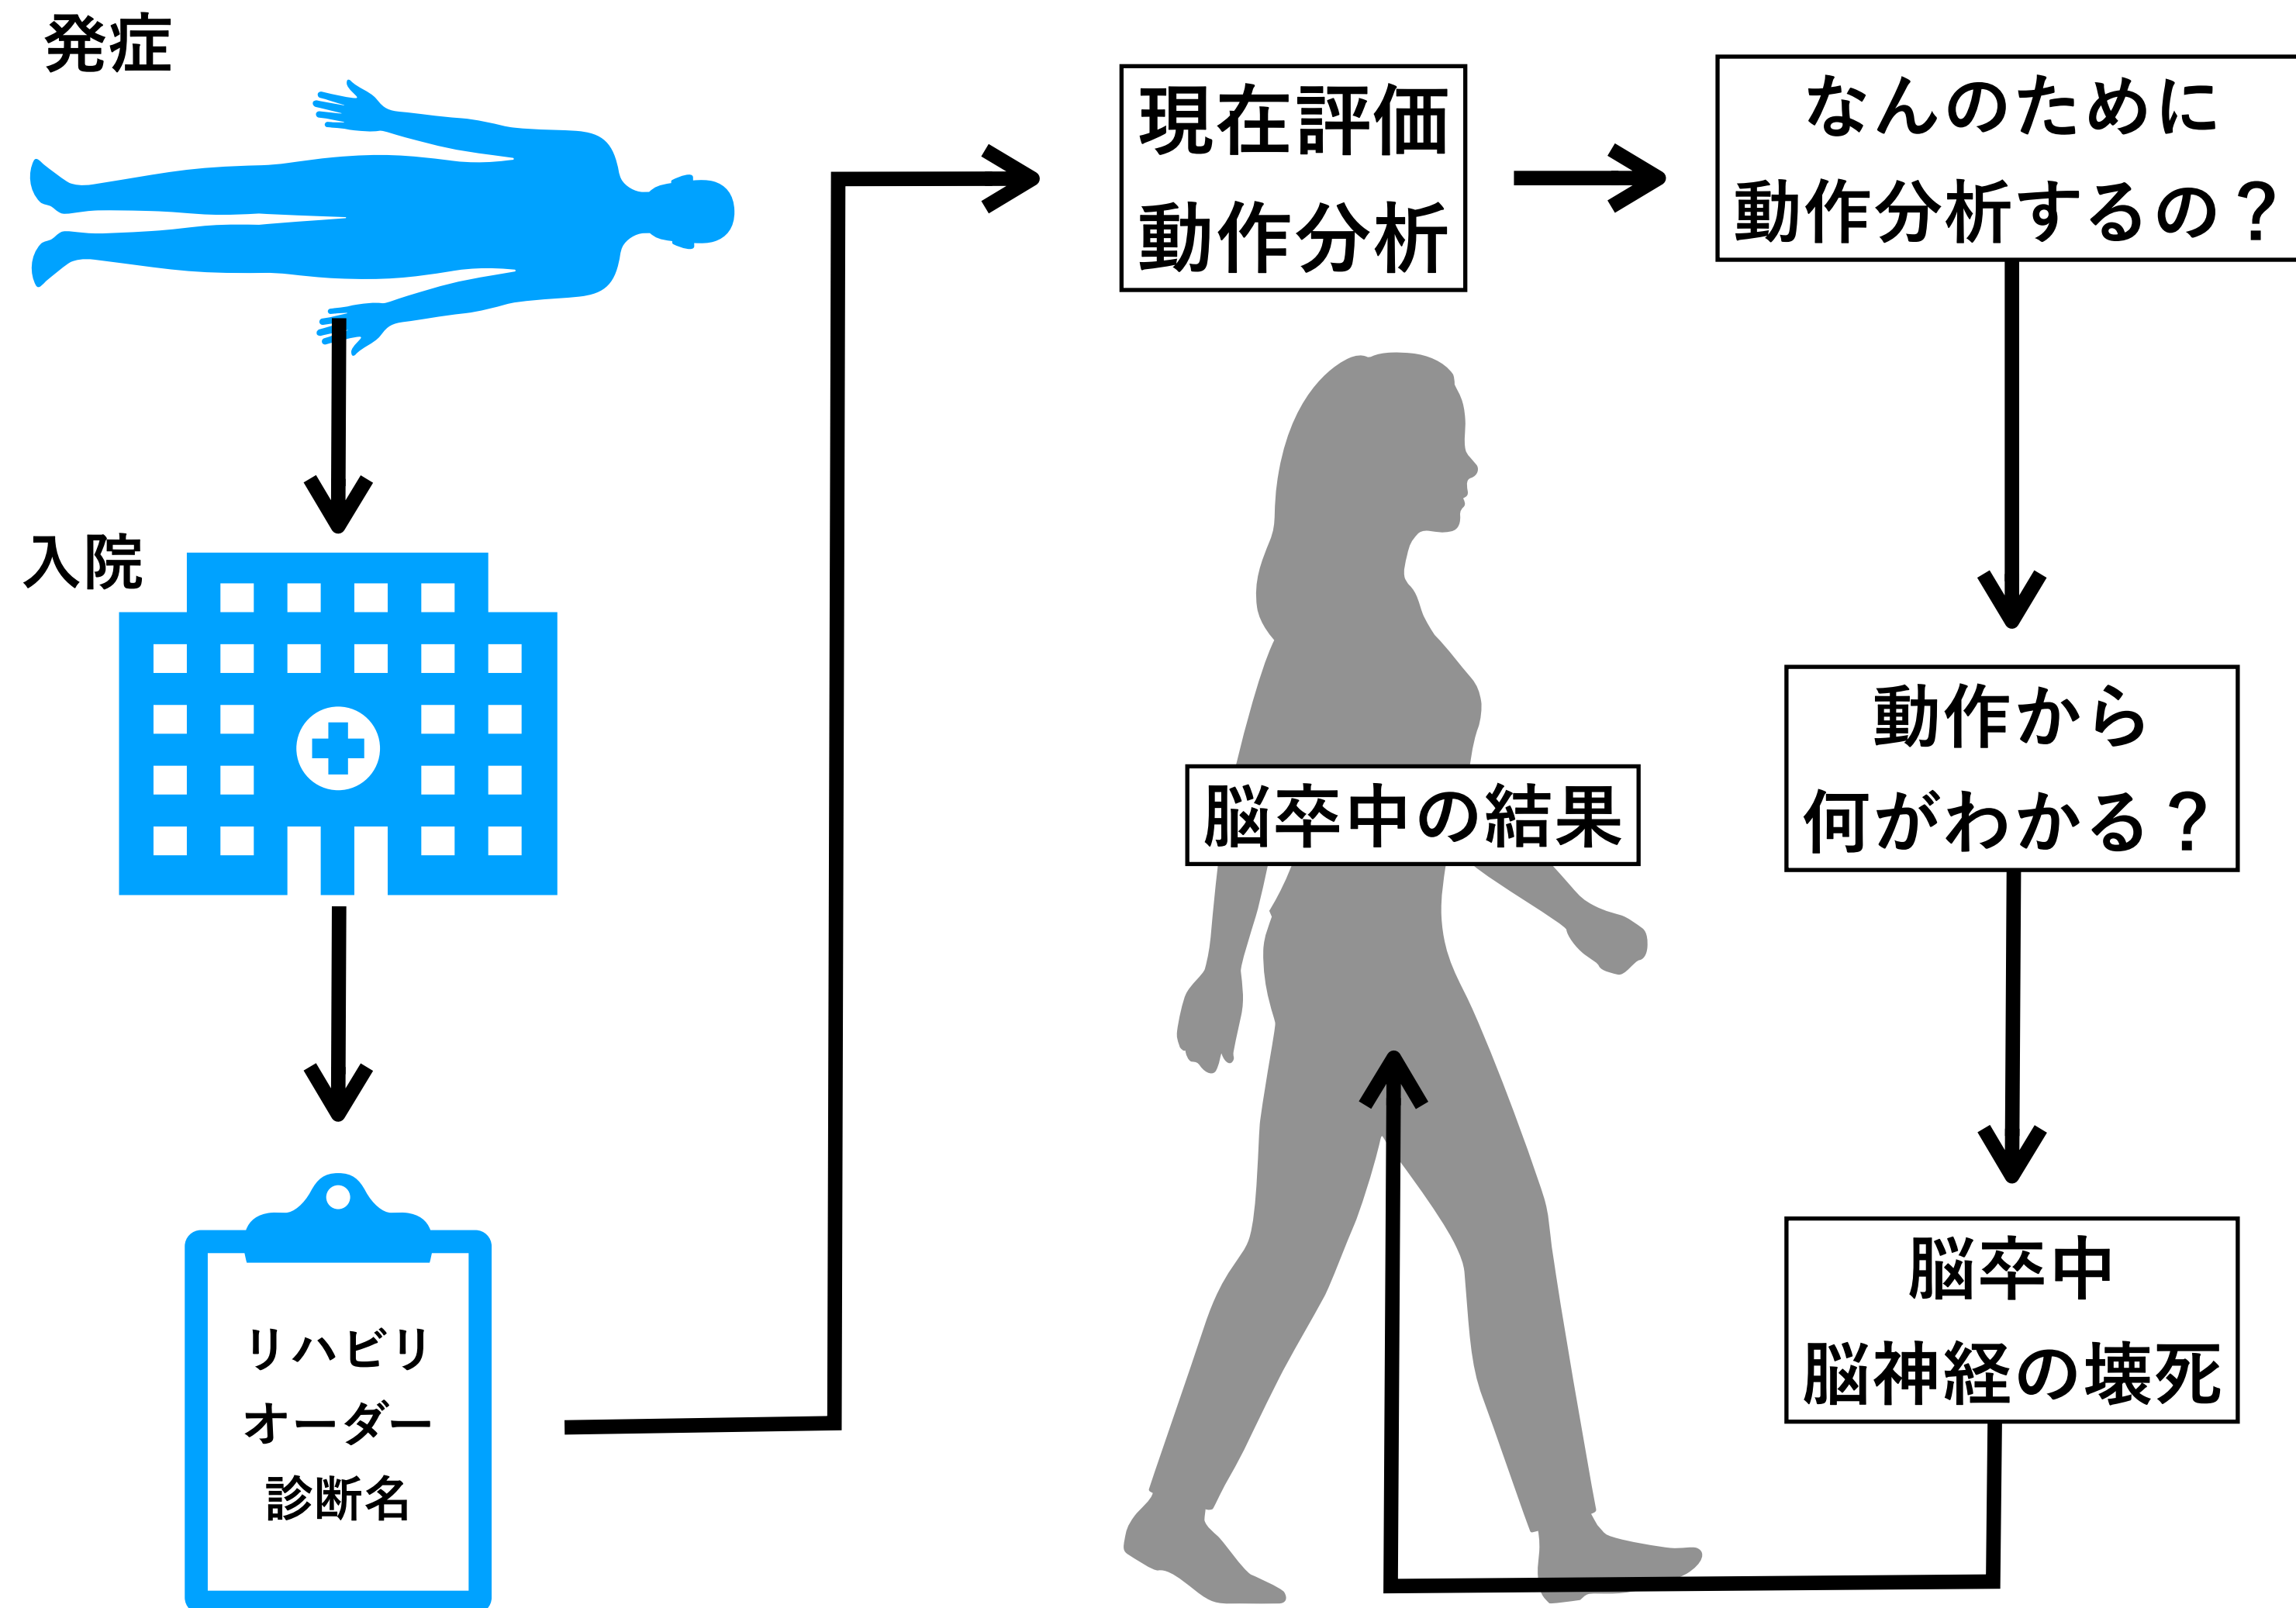 発症
入院
リハビリ
オーダー
診断名
現在評価
動作分析
なんのために
動作分析するの？
動作から
何がわかる？
脳卒中
脳神経の壊死
脳卒中の結果